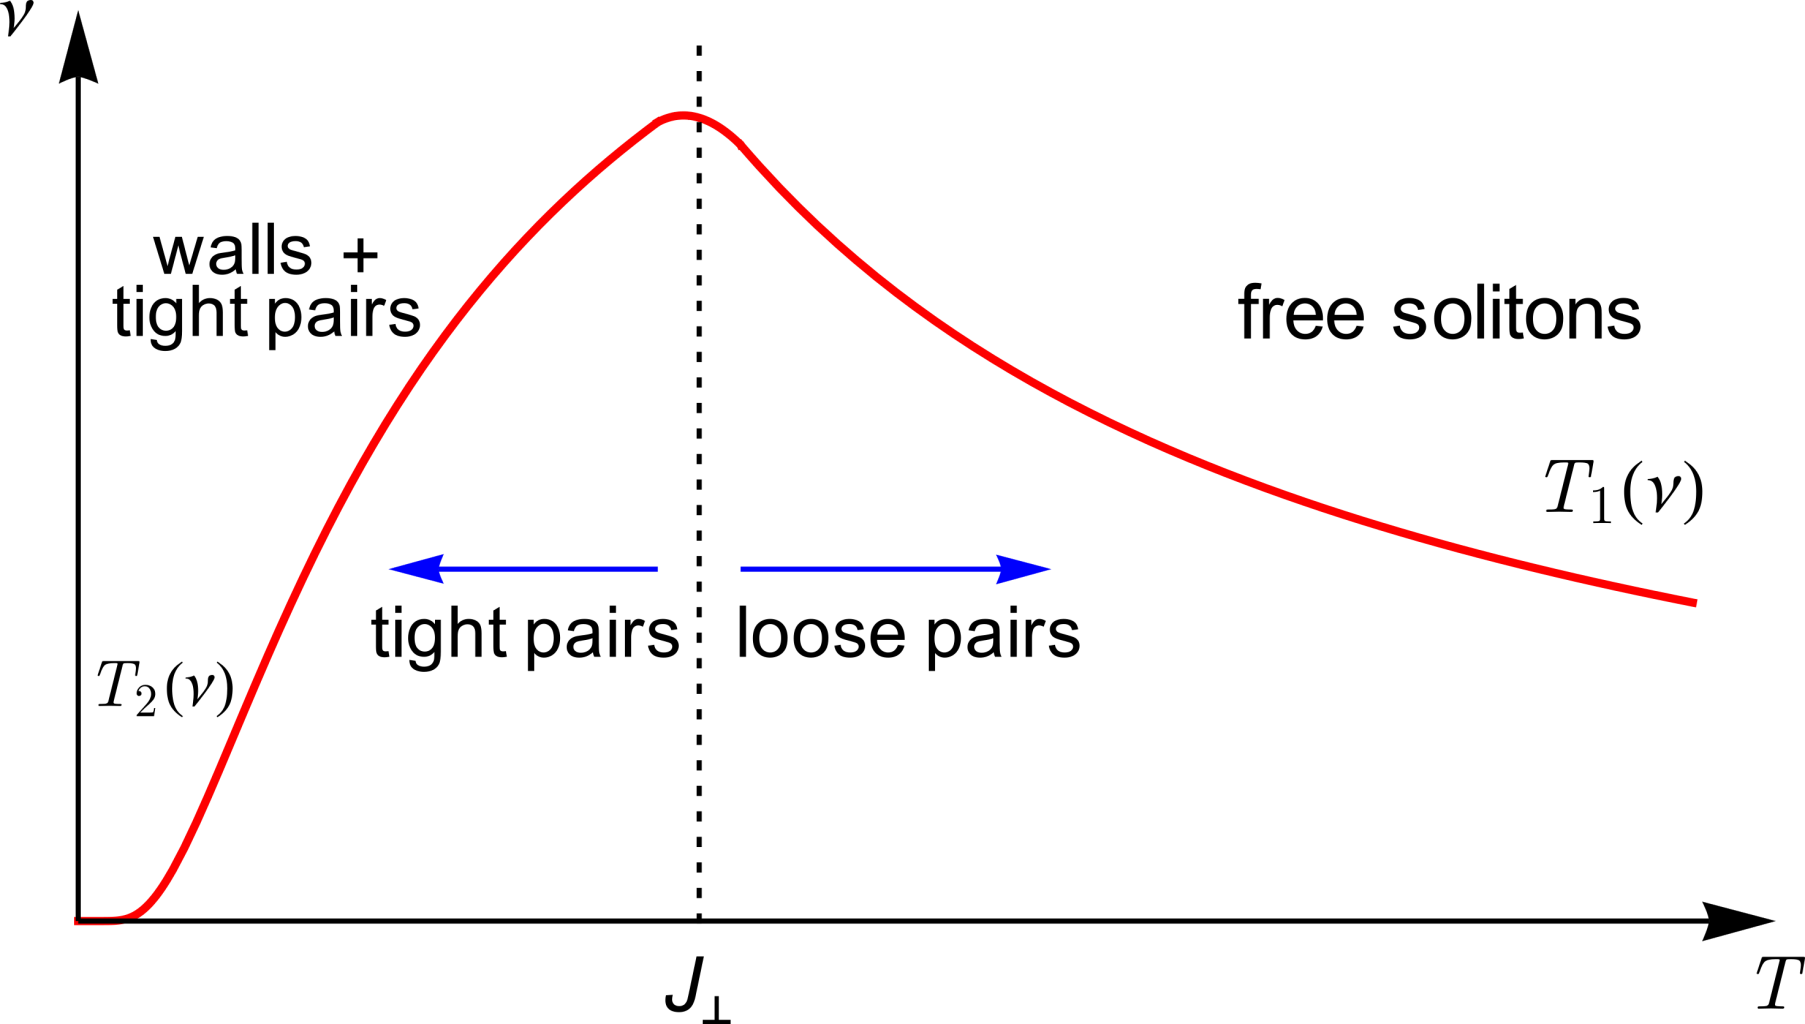 ν
walls +
tight pairs
free solitons
T₁(ν)
tight pairs
loose pairs
T₂(ν)
J⊥
T